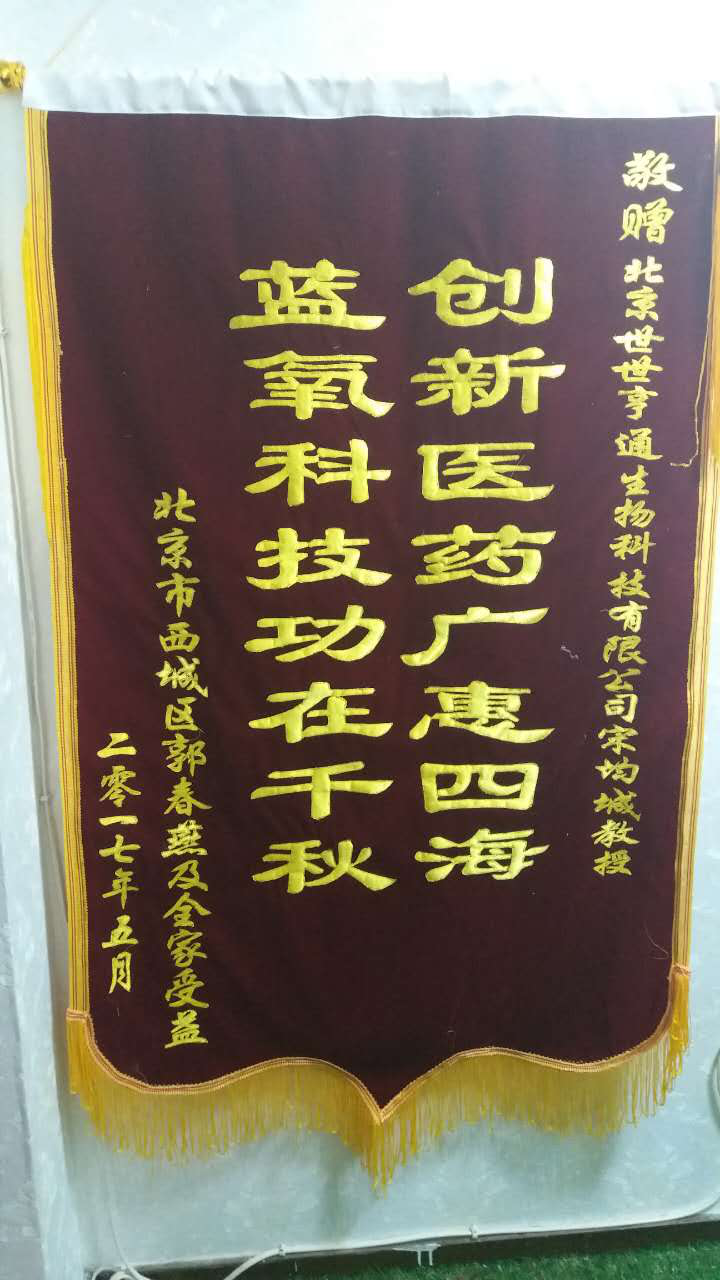 敬赠北京世世亨通生扬科技有限公司宋均城教授
创新医药广惠四海
蓝氧科技功在千秋
北京市西城区郭春燕及全家受益
二零一七年五月